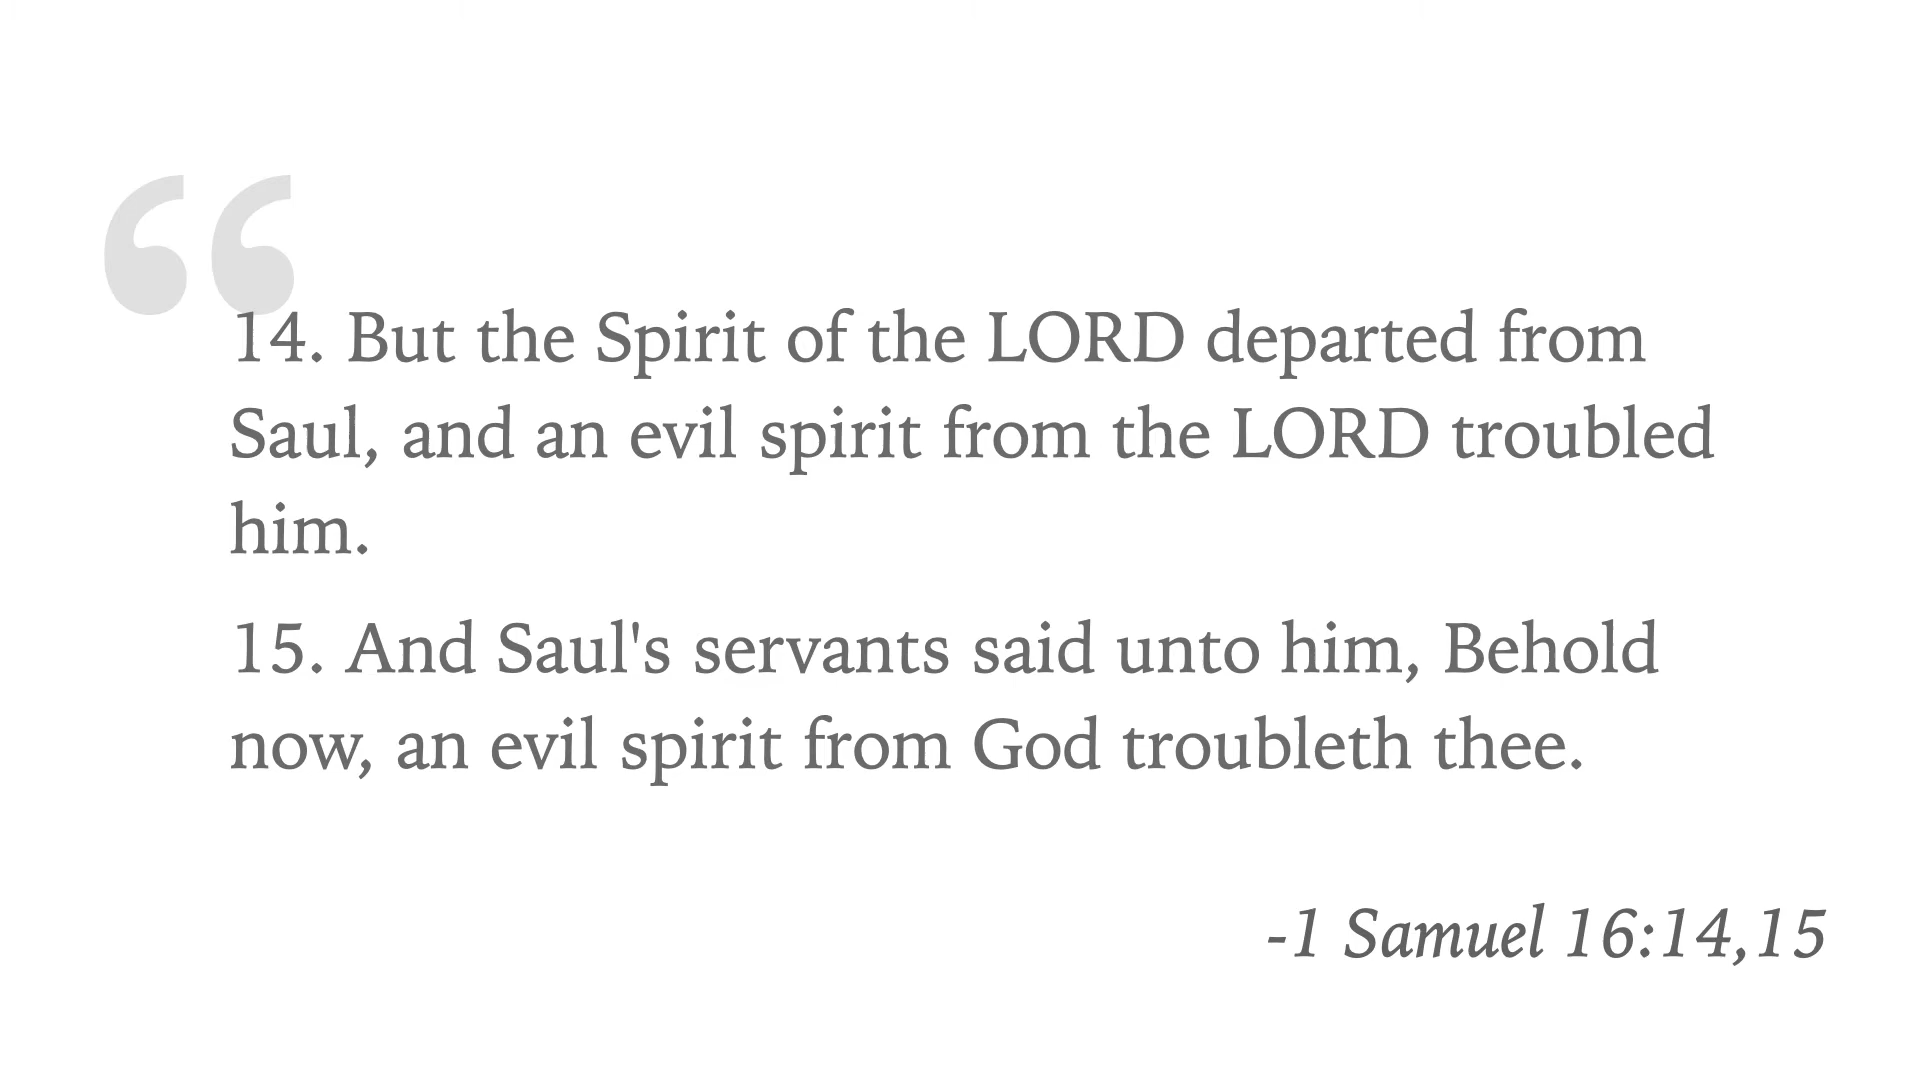 “
14. But the Spirit of the LORD departed from
Saul, and an evil spirit from the LORD troubled
him.
15. And Saul's servants said unto him, Behold
now, an evil spirit from God troubleth thee.
-1 Samuel 16:14,15